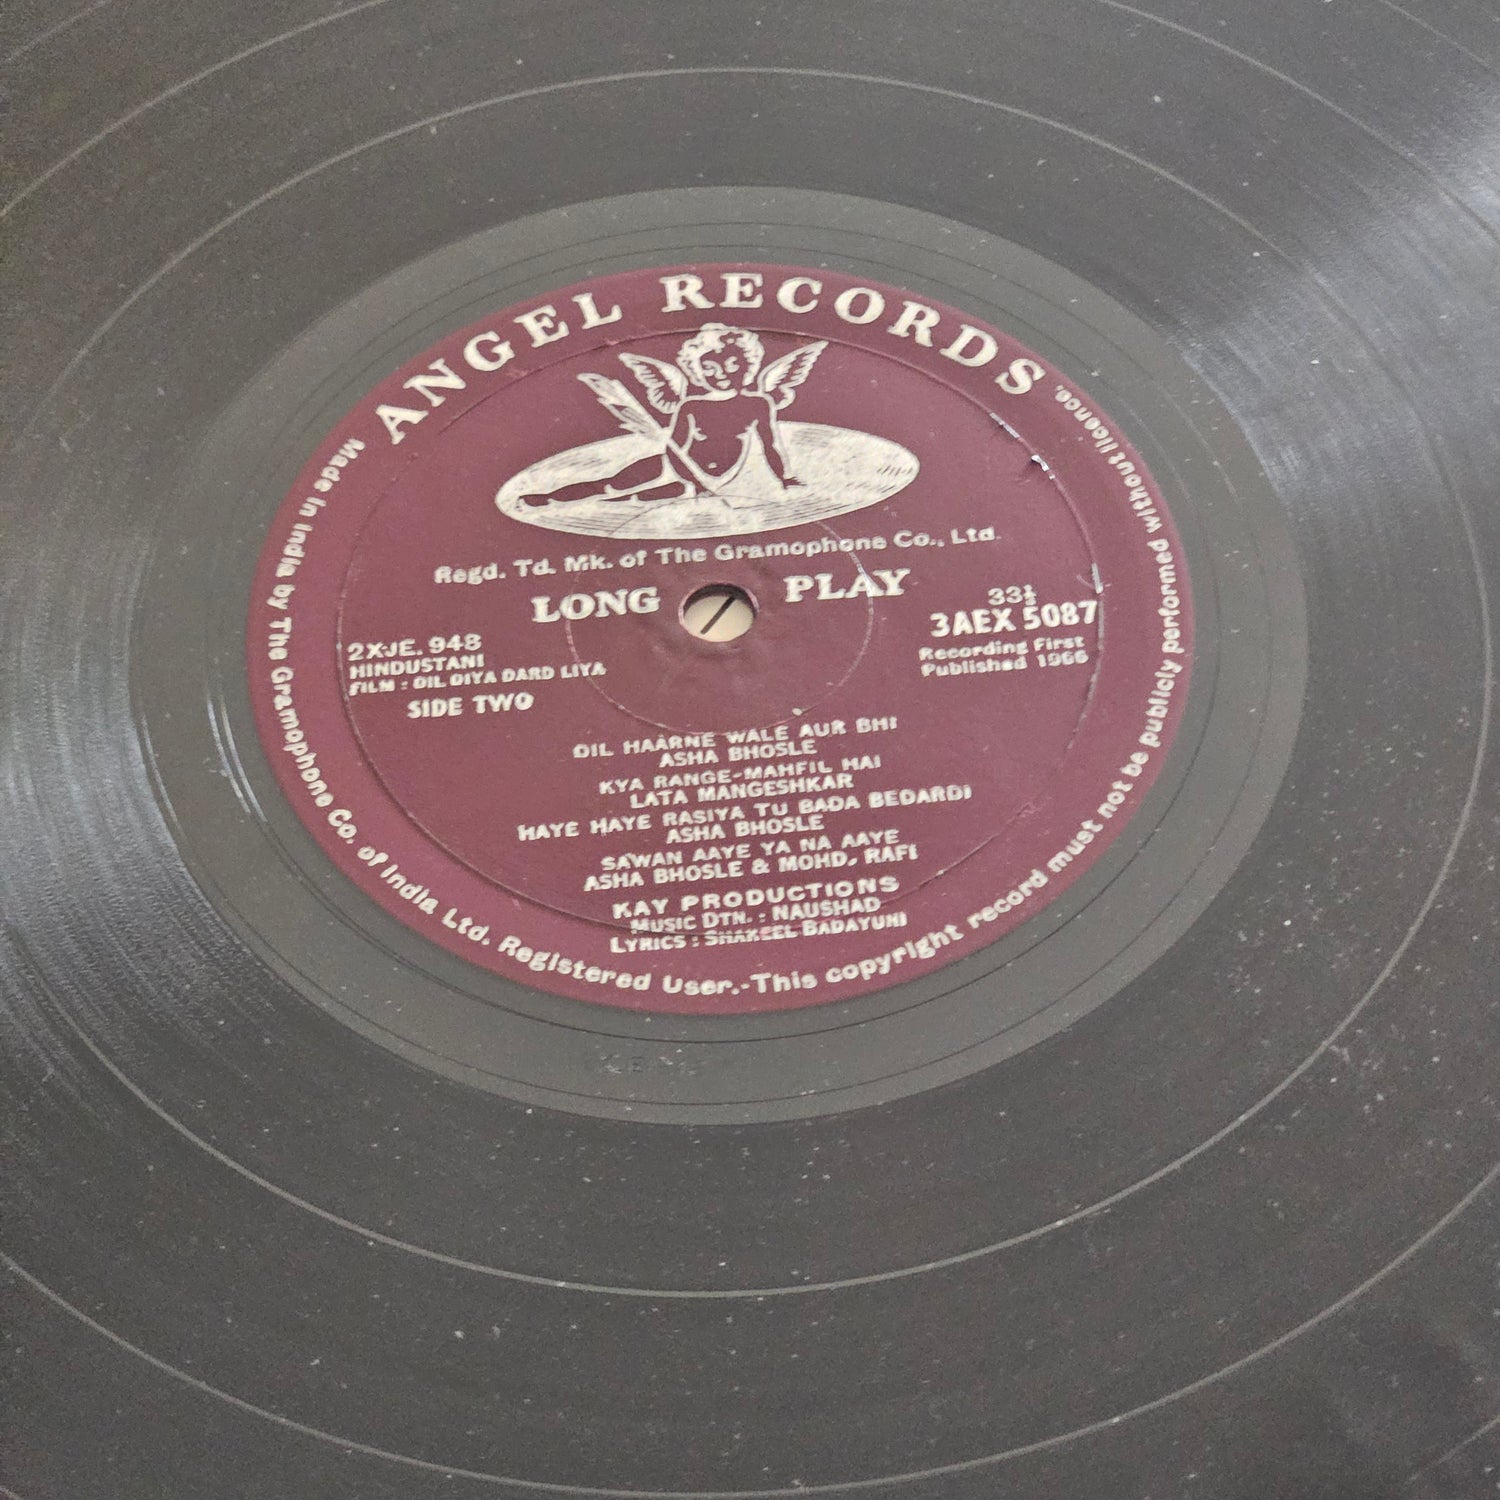 ANGEL RECORDS
Regd. Td. Mk. of The Gramophone Co., Ltd.
LONG PLAY
33⅓
3AEX 5087
Recording First
Published 1966
2XJE. 948
HINDUSTANI
FILM : DIL DIYA DARD LIYA
SIDE TWO
DIL HAARNE WALE AUR BHI
ASHA BHOSLE
KYA RANGE-MAHFIL HAI
LATA MANGESHKAR
HAYE HAYE RASIYA TU BADA BEDARDI
ASHA BHOSLE
SAWAN AAYE YA NA AAYE
ASHA BHOSLE & MOHD. RAFI
KAY PRODUCTIONS
MUSIC DTN. : NAUSHAD
LYRICS : SHAKEEL BADAYUNI
Made in India by The Gramophone Co. of India Ltd. Registered User.-This copyright record must not be publicly performed without licence.